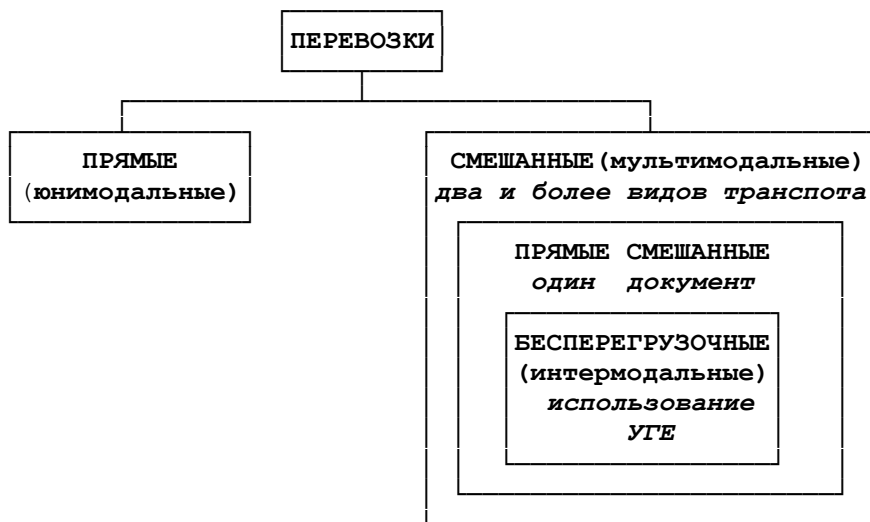 ПЕРЕВОЗКИ
ПРЯМЫЕ
(юнимодальные)
СМЕШАННЫЕ (мультимодальные)
два и более видов транспота
ПРЯМЫЕ СМЕШАННЫЕ
один документ
БЕСПЕРЕГРУЗОЧНЫЕ
(интермодальные)
использование
УГЕ